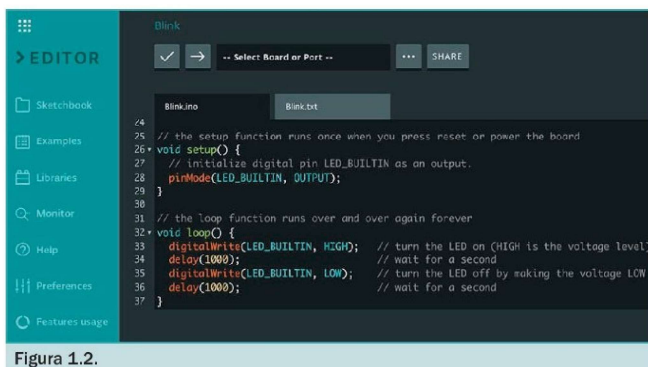 Blink
>EDITOR
-- Select Board or Port --
... SHARE
Sketchbook
Examples
Libraries
Monitor
Help
Preferences
Features usage
Blink.ino Blink.txt
24
25 // the setup function runs once when you press reset or power the board
26 void setup() {
27 // initialize digital pin LED_BUILTIN as an output.
28 pinMode(LED_BUILTIN, OUTPUT);
29 }
30
31 // the loop function runs over and over again forever
32 void loop() {
33 digitalWrite(LED_BUILTIN, HIGH); // turn the LED on (HIGH is the voltage level)
34 delay(1000); // wait for a second
35 digitalWrite(LED_BUILTIN, LOW); // turn the LED off by making the voltage LOW
36 delay(1000); // wait for a second
37 }
Figura 1.2.